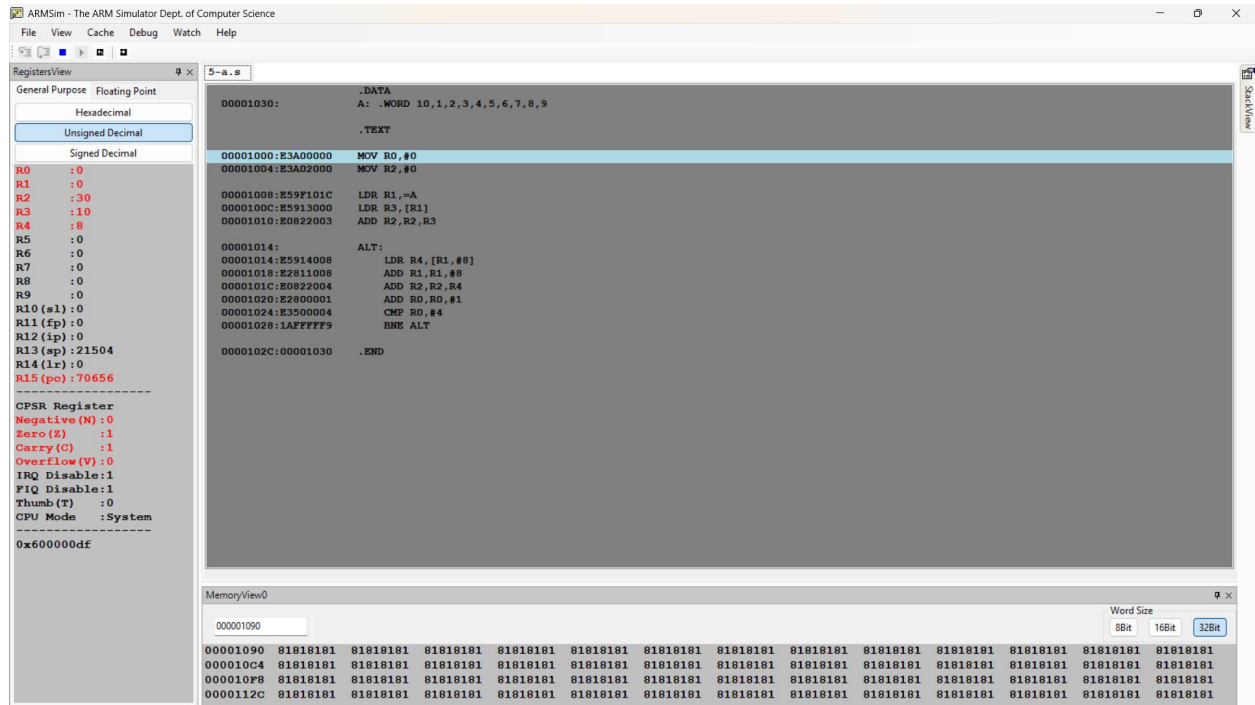 ARMSim - The ARM Simulator Dept. of Computer Science
File View Cache Debug Watch Help
RegistersView
General Purpose Floating Point
Hexadecimal
Unsigned Decimal
Signed Decimal
R0 :0
R1 :0
R2 :30
R3 :10
R4 :8
R5 :0
R6 :0
R7 :0
R8 :0
R9 :0
R10(sl):0
R11(fp):0
R12(ip):0
R13(sp):21504
R14(lr):0
R15(pc):70656
-------------------
CPSR Register
Negative(N):0
Zero(Z) :1
Carry(C) :1
Overflow(V):0
IRQ Disable:1
FIQ Disable:1
Thumb(T) :0
CPU Mode :System
-------------------
0x600000df
5-a.s
.DATA
00001030: A: .WORD 10,1,2,3,4,5,6,7,8,9
.TEXT
00001000:E3A00000 MOV R0,#0
00001004:E3A02000 MOV R2,#0
00001008:E59F101C LDR R1,=A
0000100C:E5913000 LDR R3,[R1]
00001010:E0822003 ADD R2,R2,R3
00001014: ALT:
00001014:E5914008 LDR R4,[R1,#8]
00001018:E2811008 ADD R1,R1,#8
0000101C:E0822004 ADD R2,R2,R4
00001020:E2800001 ADD R0,R0,#1
00001024:E3500004 CMP R0,#4
00001028:1AFFFFF9 BNE ALT
0000102C:00001030 .END
StackView
MemoryView0
000001090
Word Size
8Bit 16Bit 32Bit
00001090 81818181 81818181 81818181 81818181 81818181 81818181 81818181 81818181 81818181 81818181 81818181 81818181 81818181
000010C4 81818181 81818181 81818181 81818181 81818181 81818181 81818181 81818181 81818181 81818181 81818181 81818181 81818181
000010F8 81818181 81818181 81818181 81818181 81818181 81818181 81818181 81818181 81818181 81818181 81818181 81818181 81818181
0000112C 81818181 81818181 81818181 81818181 81818181 81818181 81818181 81818181 81818181 81818181 81818181 81818181 81818181